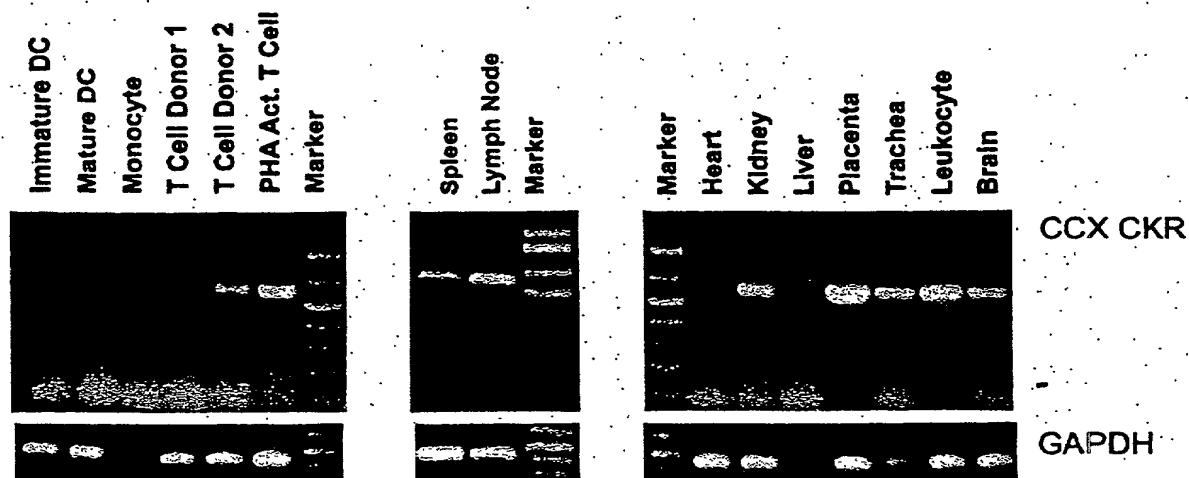 Immature DC
Mature DC
Monocyte
T Cell Donor 1
T Cell Donor 2
PHA Act. T Cell
Marker
Spleen
Lymph Node
Marker
Marker
Heart
Kidney
Liver
Placenta
Trachea
Leukocyte
Brain
CCX CKR
GAPDH